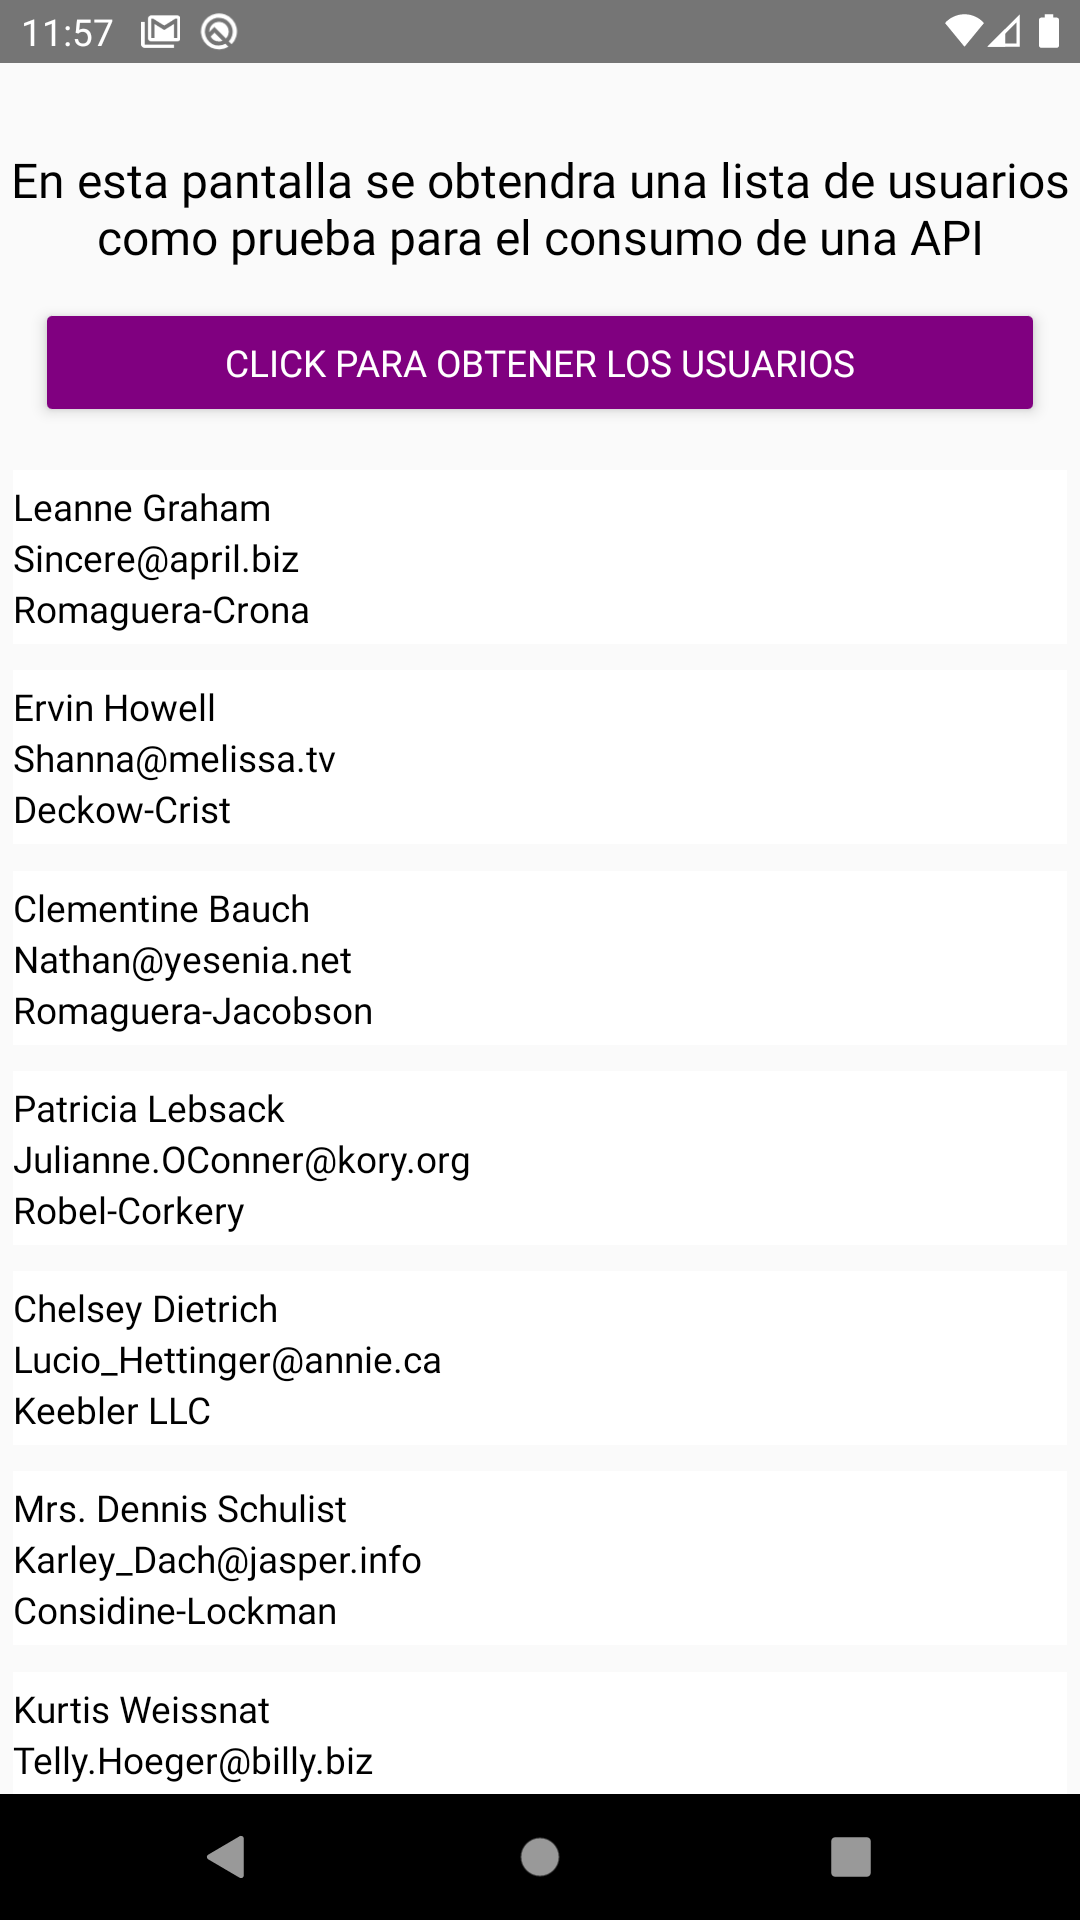 11:57
En esta pantalla se obtendra una lista de usuarios
como prueba para el consumo de una API
CLICK PARA OBTENER LOS USUARIOS
Leanne Graham
Sincere@april.biz
Romaguera-Crona
Ervin Howell
Shanna@melissa.tv
Deckow-Crist
Clementine Bauch
Nathan@yesenia.net
Romaguera-Jacobson
Patricia Lebsack
Julianne.OConner@kory.org
Robel-Corkery
Chelsey Dietrich
Lucio_Hettinger@annie.ca
Keebler LLC
Mrs. Dennis Schulist
Karley_Dach@jasper.info
Considine-Lockman
Kurtis Weissnat
Telly.Hoeger@billy.biz